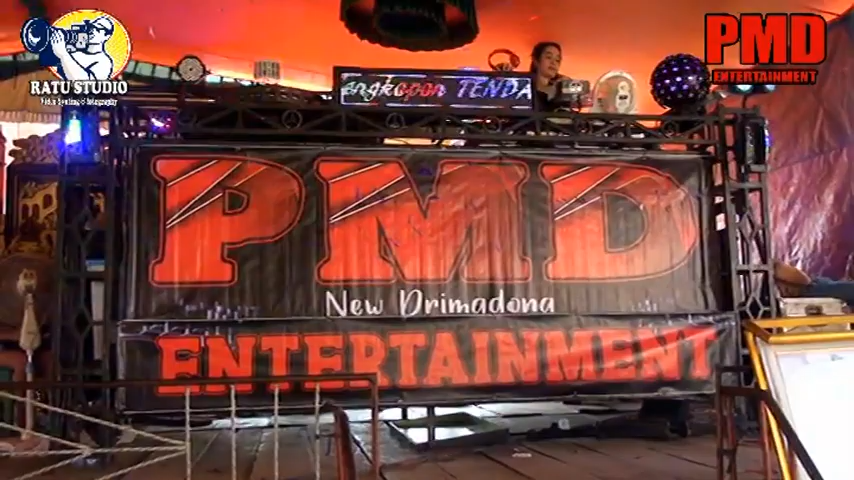 RATU STUDIO
PMD
ENTERTAINMENT
TENDA
PMD
New Drimadona
ENTERTAINMENT